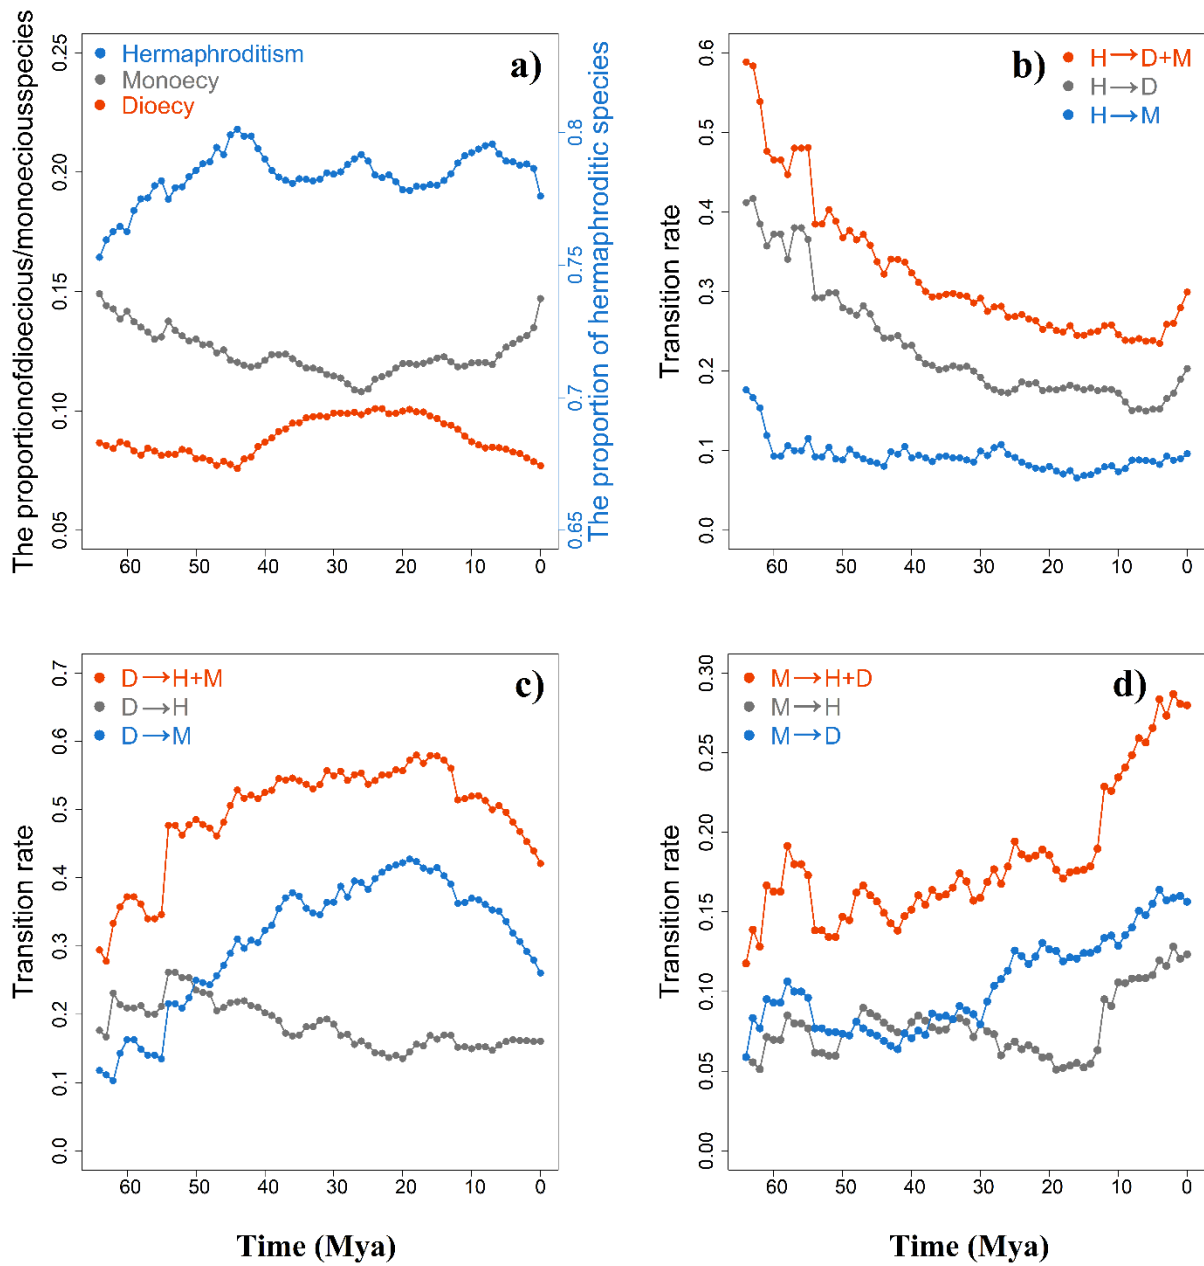 The proportionofdioecious/monoeciousspecies
0.25
0.20
0.15
0.10
0.05
Hermaphroditism
Monoecy
Dioecy
a)
0.8
0.75
0.7
0.65
The proportion of hermaphroditic species
60
50
40
30
20
10
0
Transition rate
0.6
0.5
0.4
0.3
0.2
0.1
0.0
b)
H→D+M
H→D
H→M
60
50
40
30
20
10
0
Transition rate
0.7
0.6
0.5
0.4
0.3
0.2
0.1
0.0
D→H+M
D→H
D→M
c)
60
50
40
30
20
10
0
Time (Mya)
Transition rate
0.30
0.25
0.20
0.15
0.10
0.05
0.00
M→H+D
M→H
M→D
d)
60
50
40
30
20
10
0
Time (Mya)